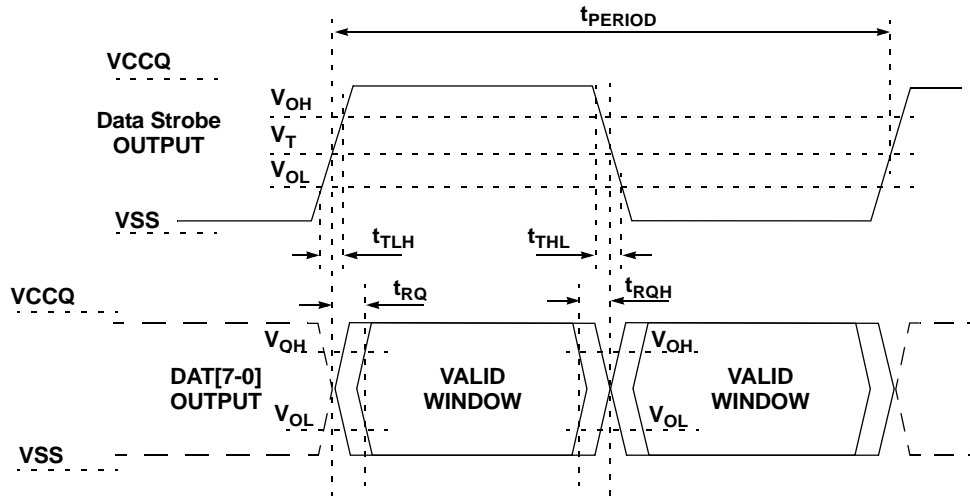 tPERIOD
VCCQ
VOH
Data Strobe
OUTPUT
VT
VOL
VSS
tTLH
tTHL
VCCQ
tRQ
tRQH
VOH
VOH
DAT[7-0]
OUTPUT
VALID
WINDOW
VALID
WINDOW
VOL
VOL
VSS